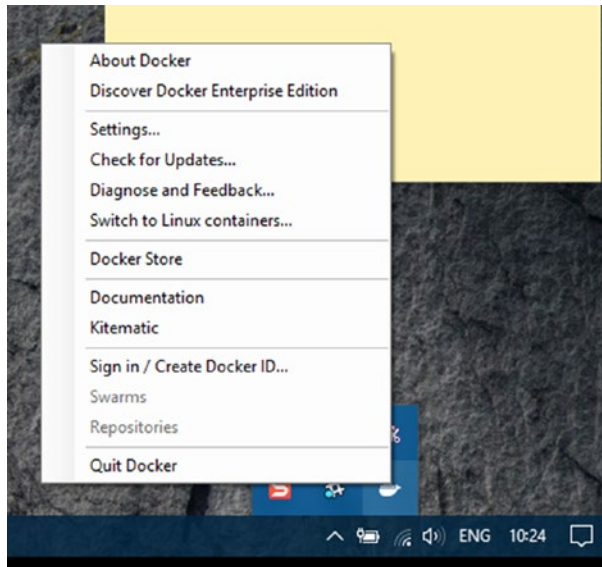 About Docker
Discover Docker Enterprise Edition
Settings...
Check for Updates...
Diagnose and Feedback...
Switch to Linux containers...
Docker Store
Documentation
Kitematic
Sign in / Create Docker ID...
Swarms
Repositories
Quit Docker
ENG 10:24